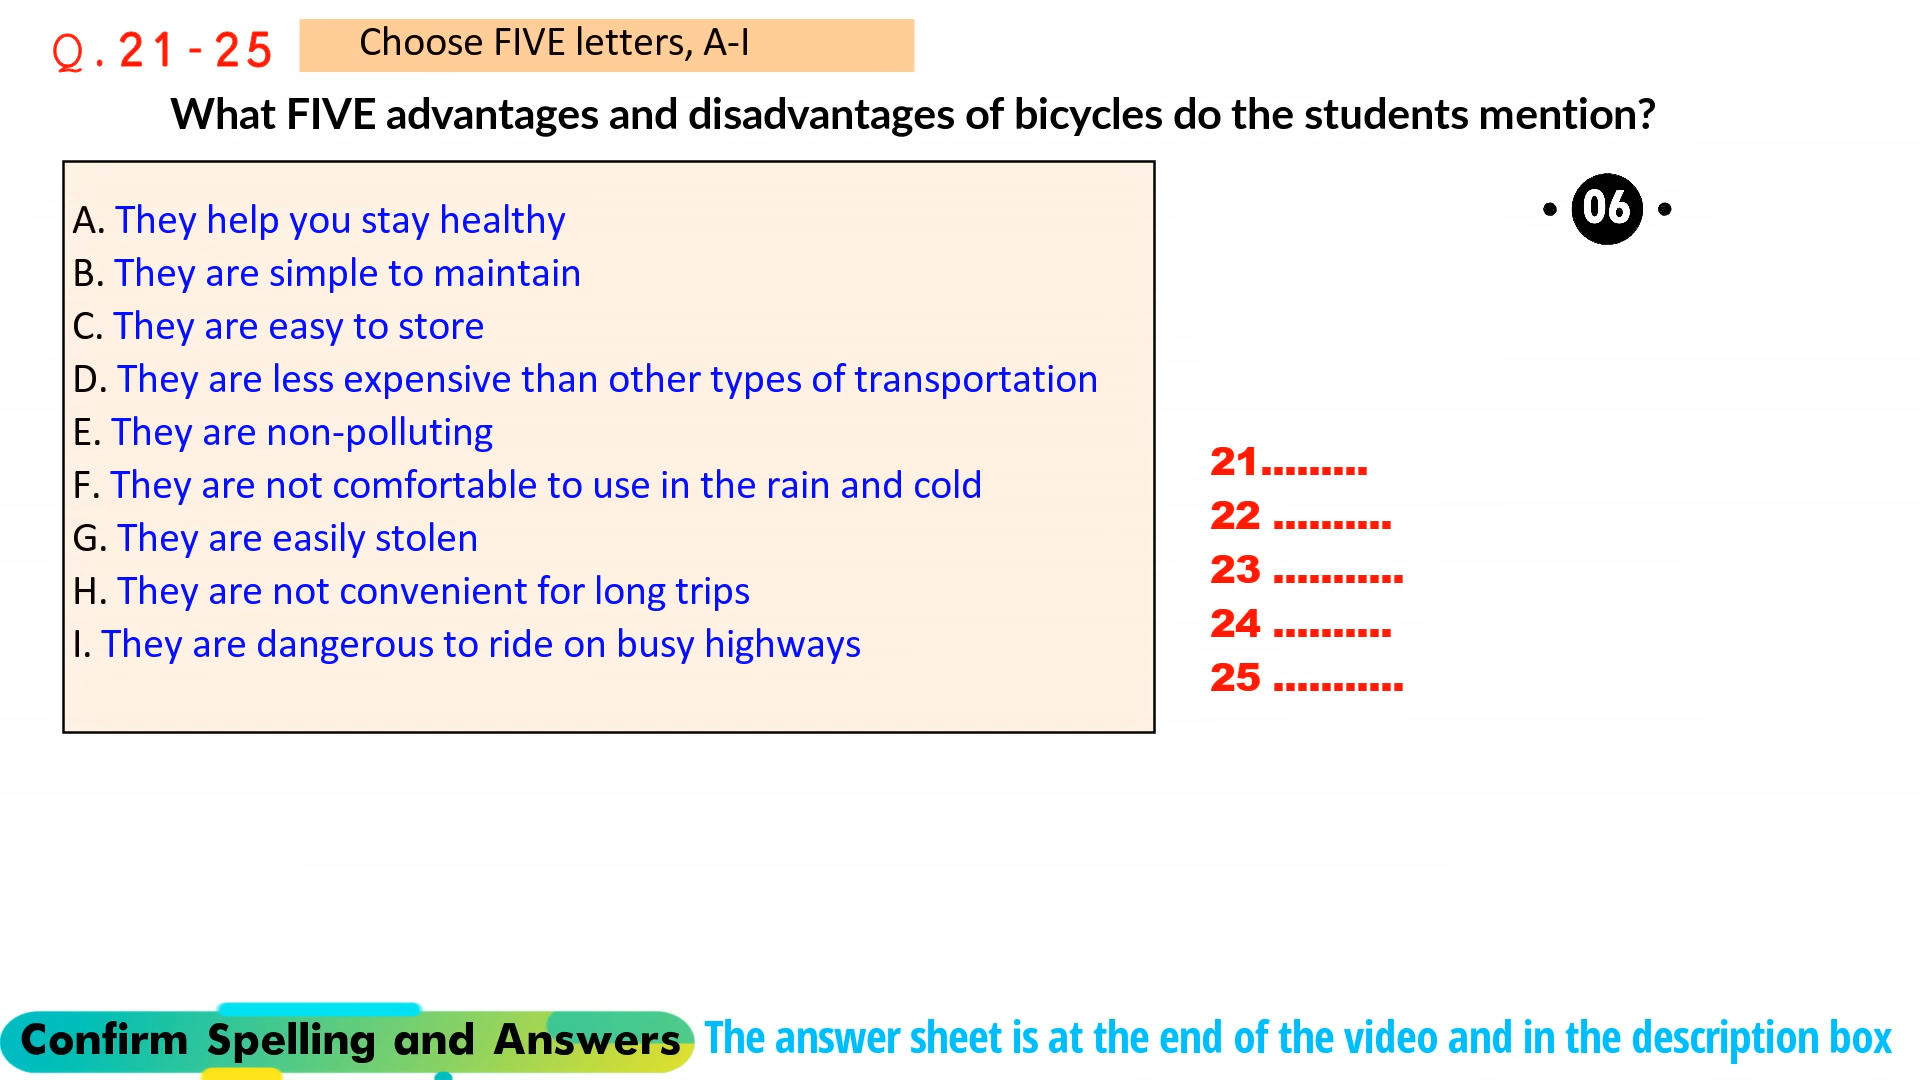 Q.21-25
Choose FIVE letters, A-I
What FIVE advantages and disadvantages of bicycles do the students mention?
06
A. They help you stay healthy
B. They are simple to maintain
C. They are easy to store
D. They are less expensive than other types of transportation
E. They are non-polluting
F. They are not comfortable to use in the rain and cold
G. They are easily stolen
H. They are not convenient for long trips
I. They are dangerous to ride on busy highways
21.........
22 ..........
23 ...........
24 ..........
25 ...........
Confirm Spelling and Answers
The answer sheet is at the end of the video and in the description box